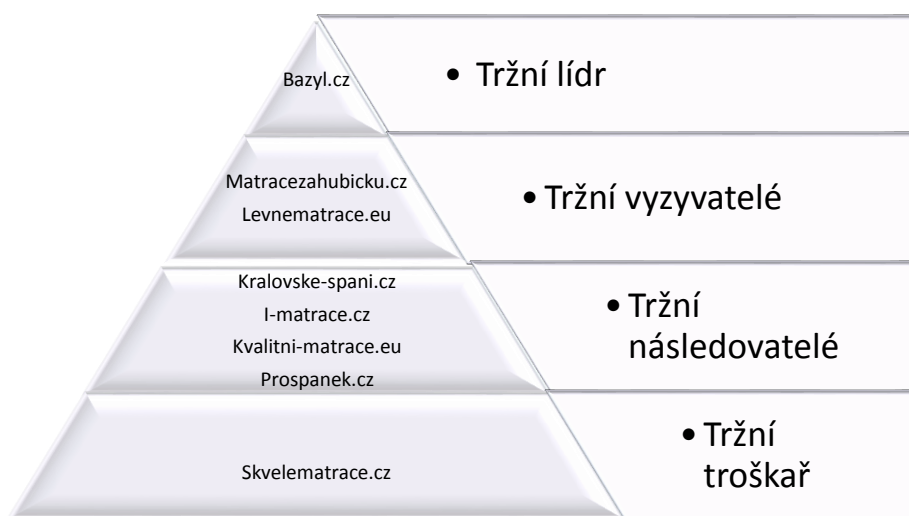 Bazyl.cz
• Tržní lídr
Matracezahubicku.cz
Levnematrace.eu
• Tržní vyzyvatelé
Kralovske-spani.cz
I-matrace.cz
Kvalitni-matrace.eu
Prospanek.cz
• Tržní
následovatelé
Skvelematrace.cz
• Tržní
troškař